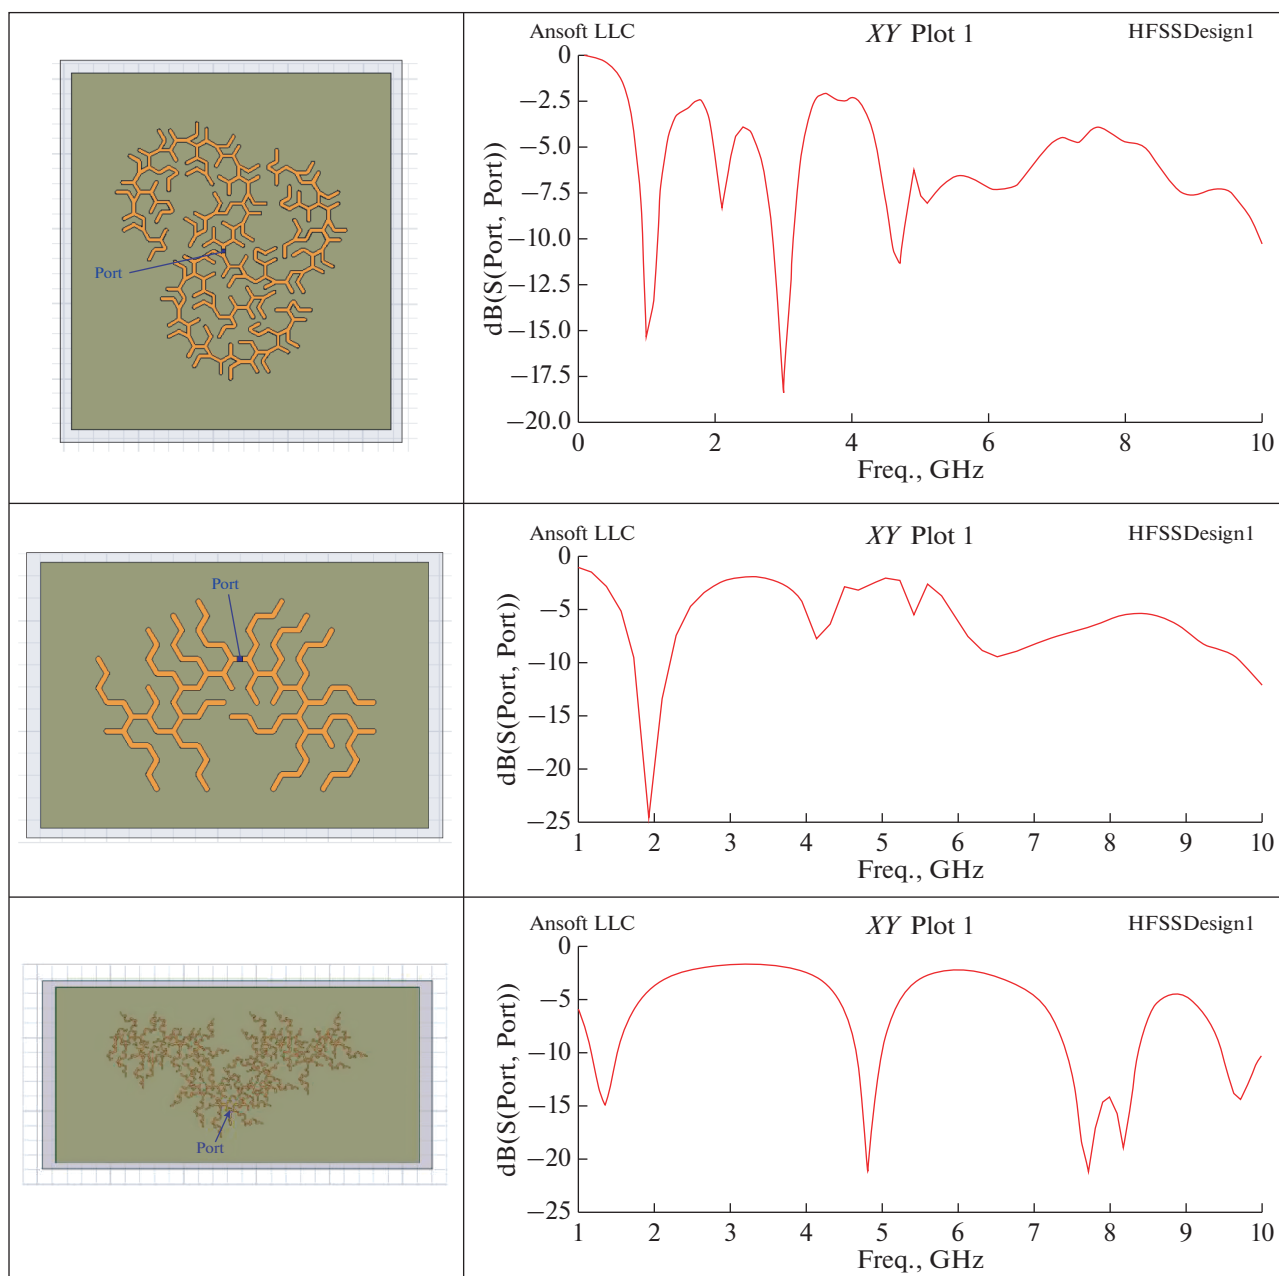 Port
Ansoft LLC XY Plot 1 HFSSDesign1
dB(S(Port, Port))
0
−2.5
−5.0
−7.5
−10.0
−12.5
−15.0
−17.5
−20.0
0 2 4 6 8 10
Freq., GHz
Port
Ansoft LLC XY Plot 1 HFSSDesign1
dB(S(Port, Port))
0
−5
−10
−15
−20
−25
1 2 3 4 5 6 7 8 9 10
Freq., GHz
Port
Ansoft LLC XY Plot 1 HFSSDesign1
dB(S(Port, Port))
0
−5
−10
−15
−20
−25
1 2 3 4 5 6 7 8 9 10
Freq., GHz